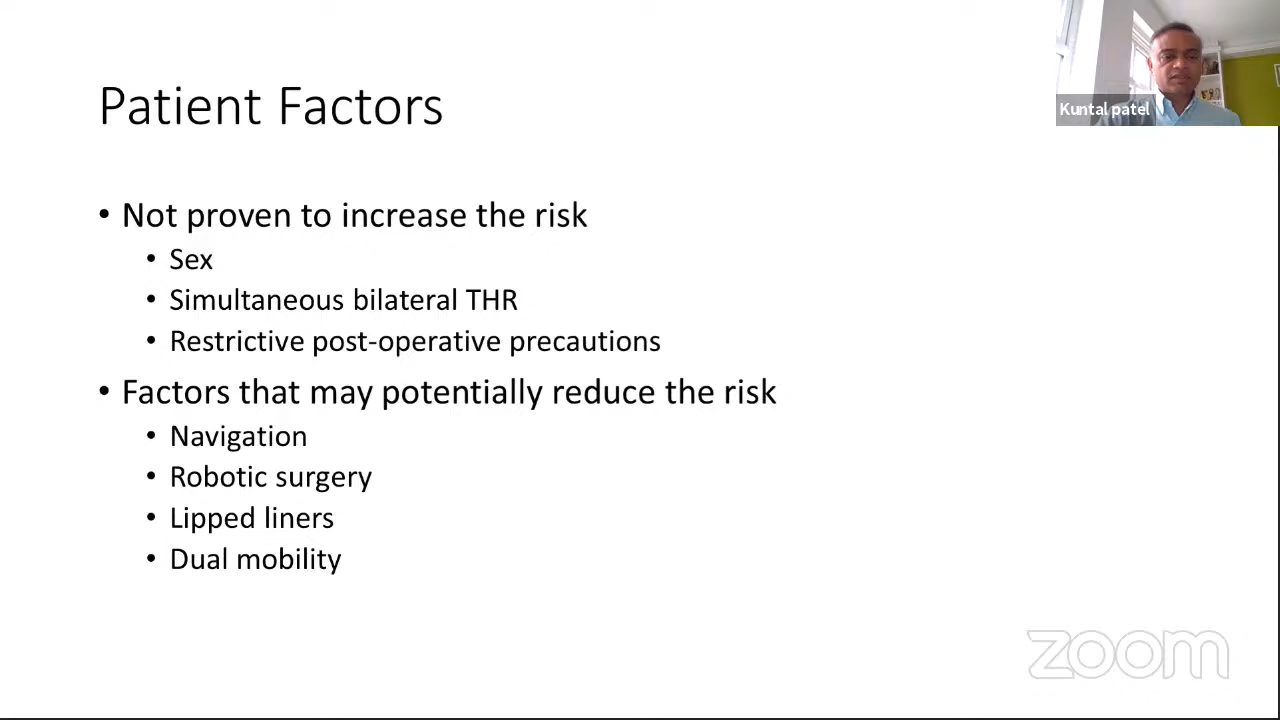 Patient Factors
Kuntal patel
• Not proven to increase the risk
• Sex
• Simultaneous bilateral THR
• Restrictive post-operative precautions
• Factors that may potentially reduce the risk
• Navigation
• Robotic surgery
• Lipped liners
• Dual mobility
zoom